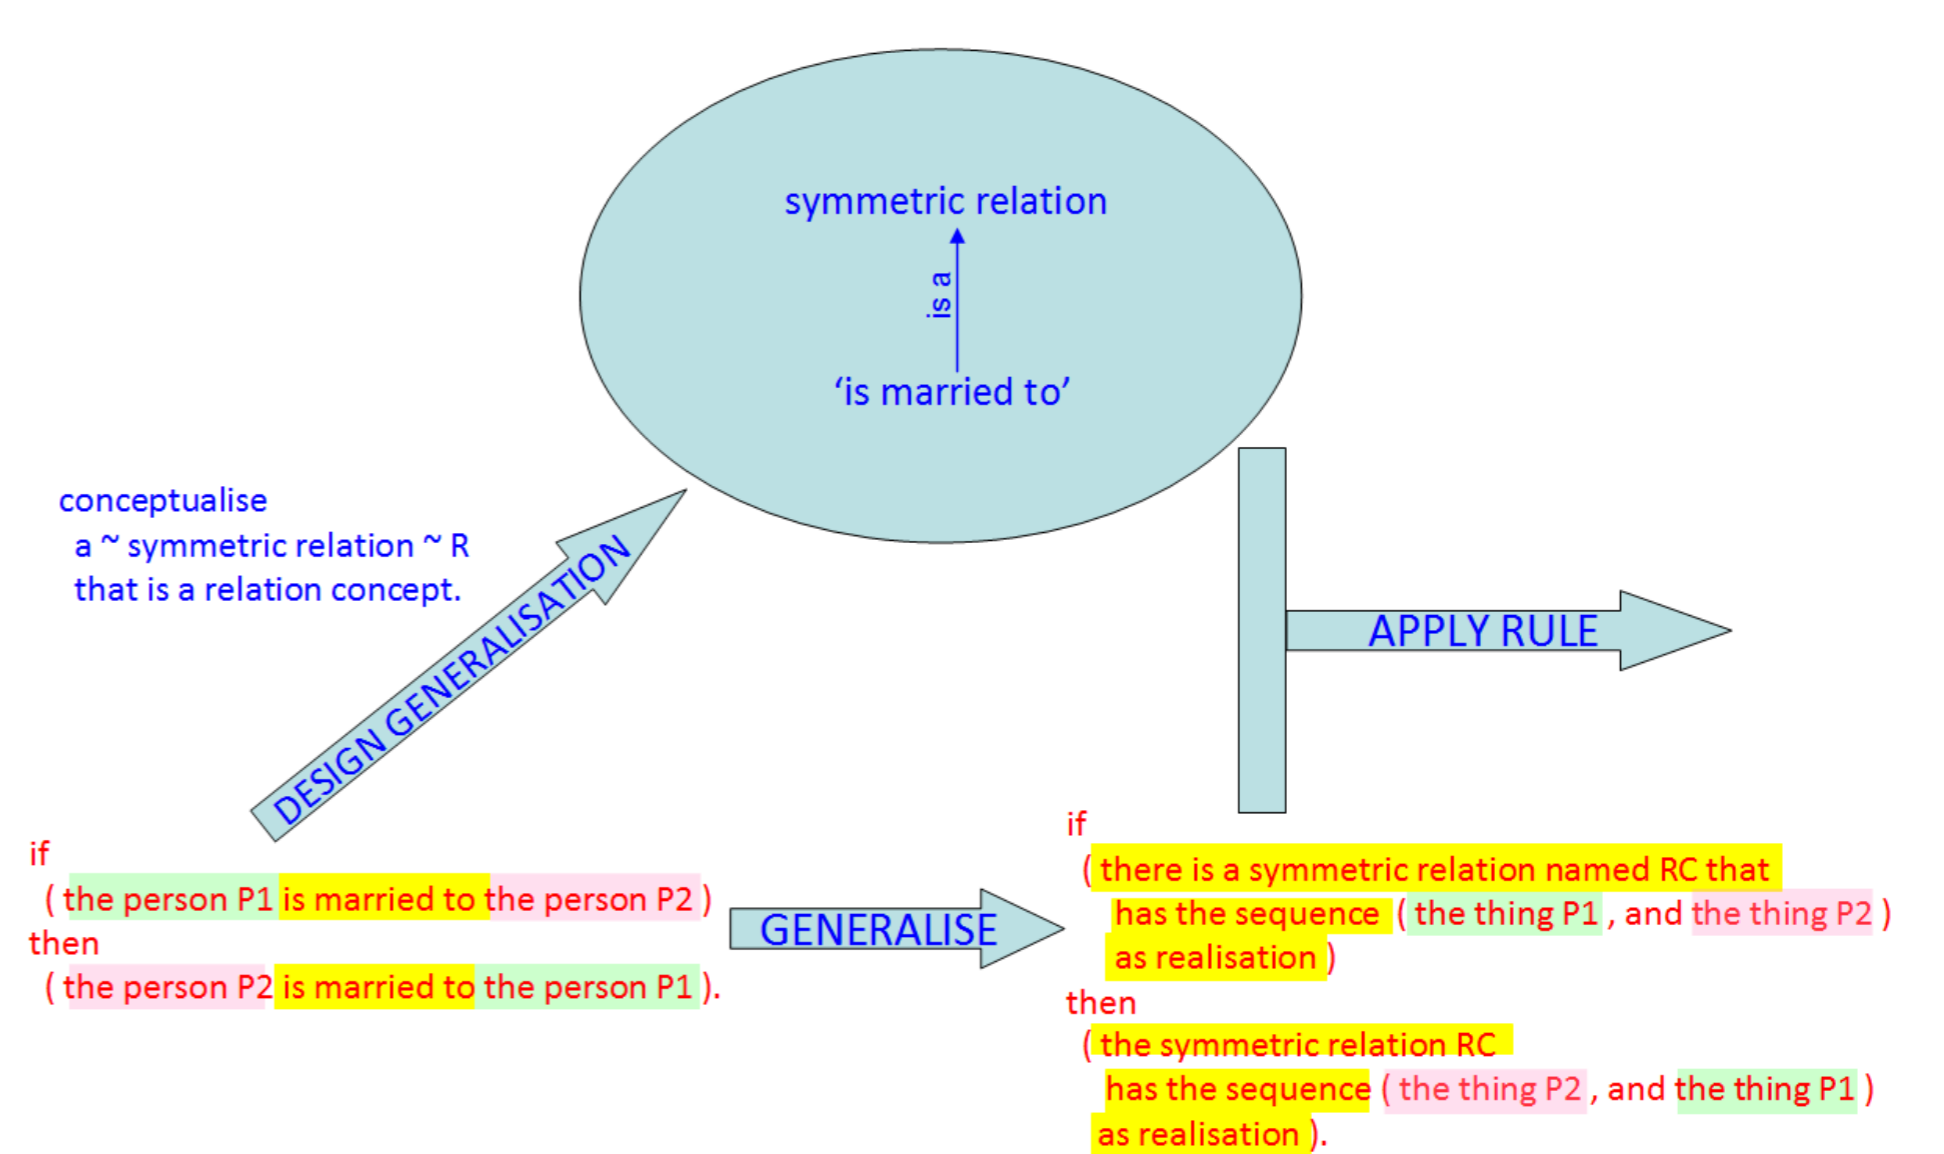 symmetric relation
is a
‘is married to’
conceptualise
a ~ symmetric relation ~ R
that is a relation concept.
DESIGN GENERALISATION
APPLY RULE
if
( the person P1 is married to the person P2 )
then
( the person P2 is married to the person P1 ).
GENERALISE
if
( there is a symmetric relation named RC that
has the sequence ( the thing P1 , and the thing P2 )
as realisation )
then
( the symmetric relation RC
has the sequence ( the thing P2 , and the thing P1 )
as realisation ).